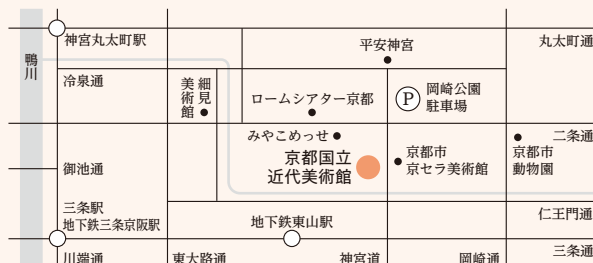 神宮丸太町駅
平安神宮
丸太町通
鴨川
冷泉通
細見
美術館
ロームシアター京都
P
岡崎公園
駐車場
みやこめっせ
二条通
京都国立
近代美術館
京都市
京セラ美術館
京都市
動物園
御池通
三条駅
地下鉄三条京阪駅
地下鉄東山駅
仁王門通
川端通
東大路通
神宮道
岡崎通
三条通